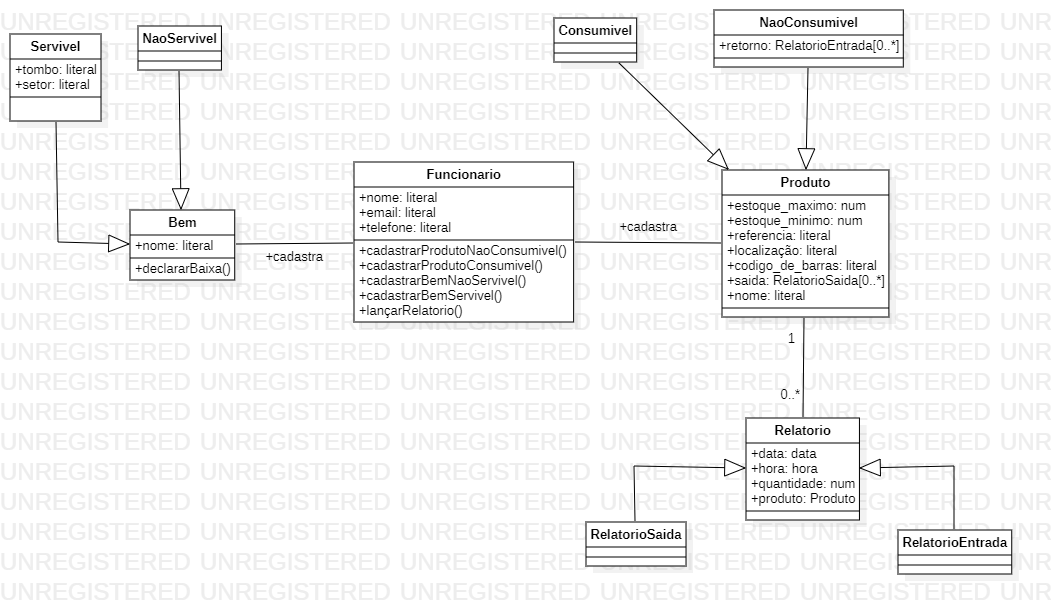 Servivel
+tombo: literal
+setor: literal
NaoServivel
Consumivel
NaoConsumivel
+retorno: RelatorioEntrada[0..*]
Bem
+nome: literal
+declararBaixa()
+cadastra
Funcionario
+nome: literal
+email: literal
+telefone: literal
+cadastrarProdutoNaoConsumivel()
+cadastrarProdutoConsumivel()
+cadastrarBemNaoServivel()
+cadastrarBemServivel()
+lançarRelatorio()
+cadastra
Produto
+estoque_maximo: num
+estoque_minimo: num
+referencia: literal
+localização: literal
+codigo_de_barras: literal
+saida: RelatorioSaida[0..*]
+nome: literal
1
0..*
Relatorio
+data: data
+hora: hora
+quantidade: num
+produto: Produto
RelatorioSaida
RelatorioEntrada
UNREGISTERED